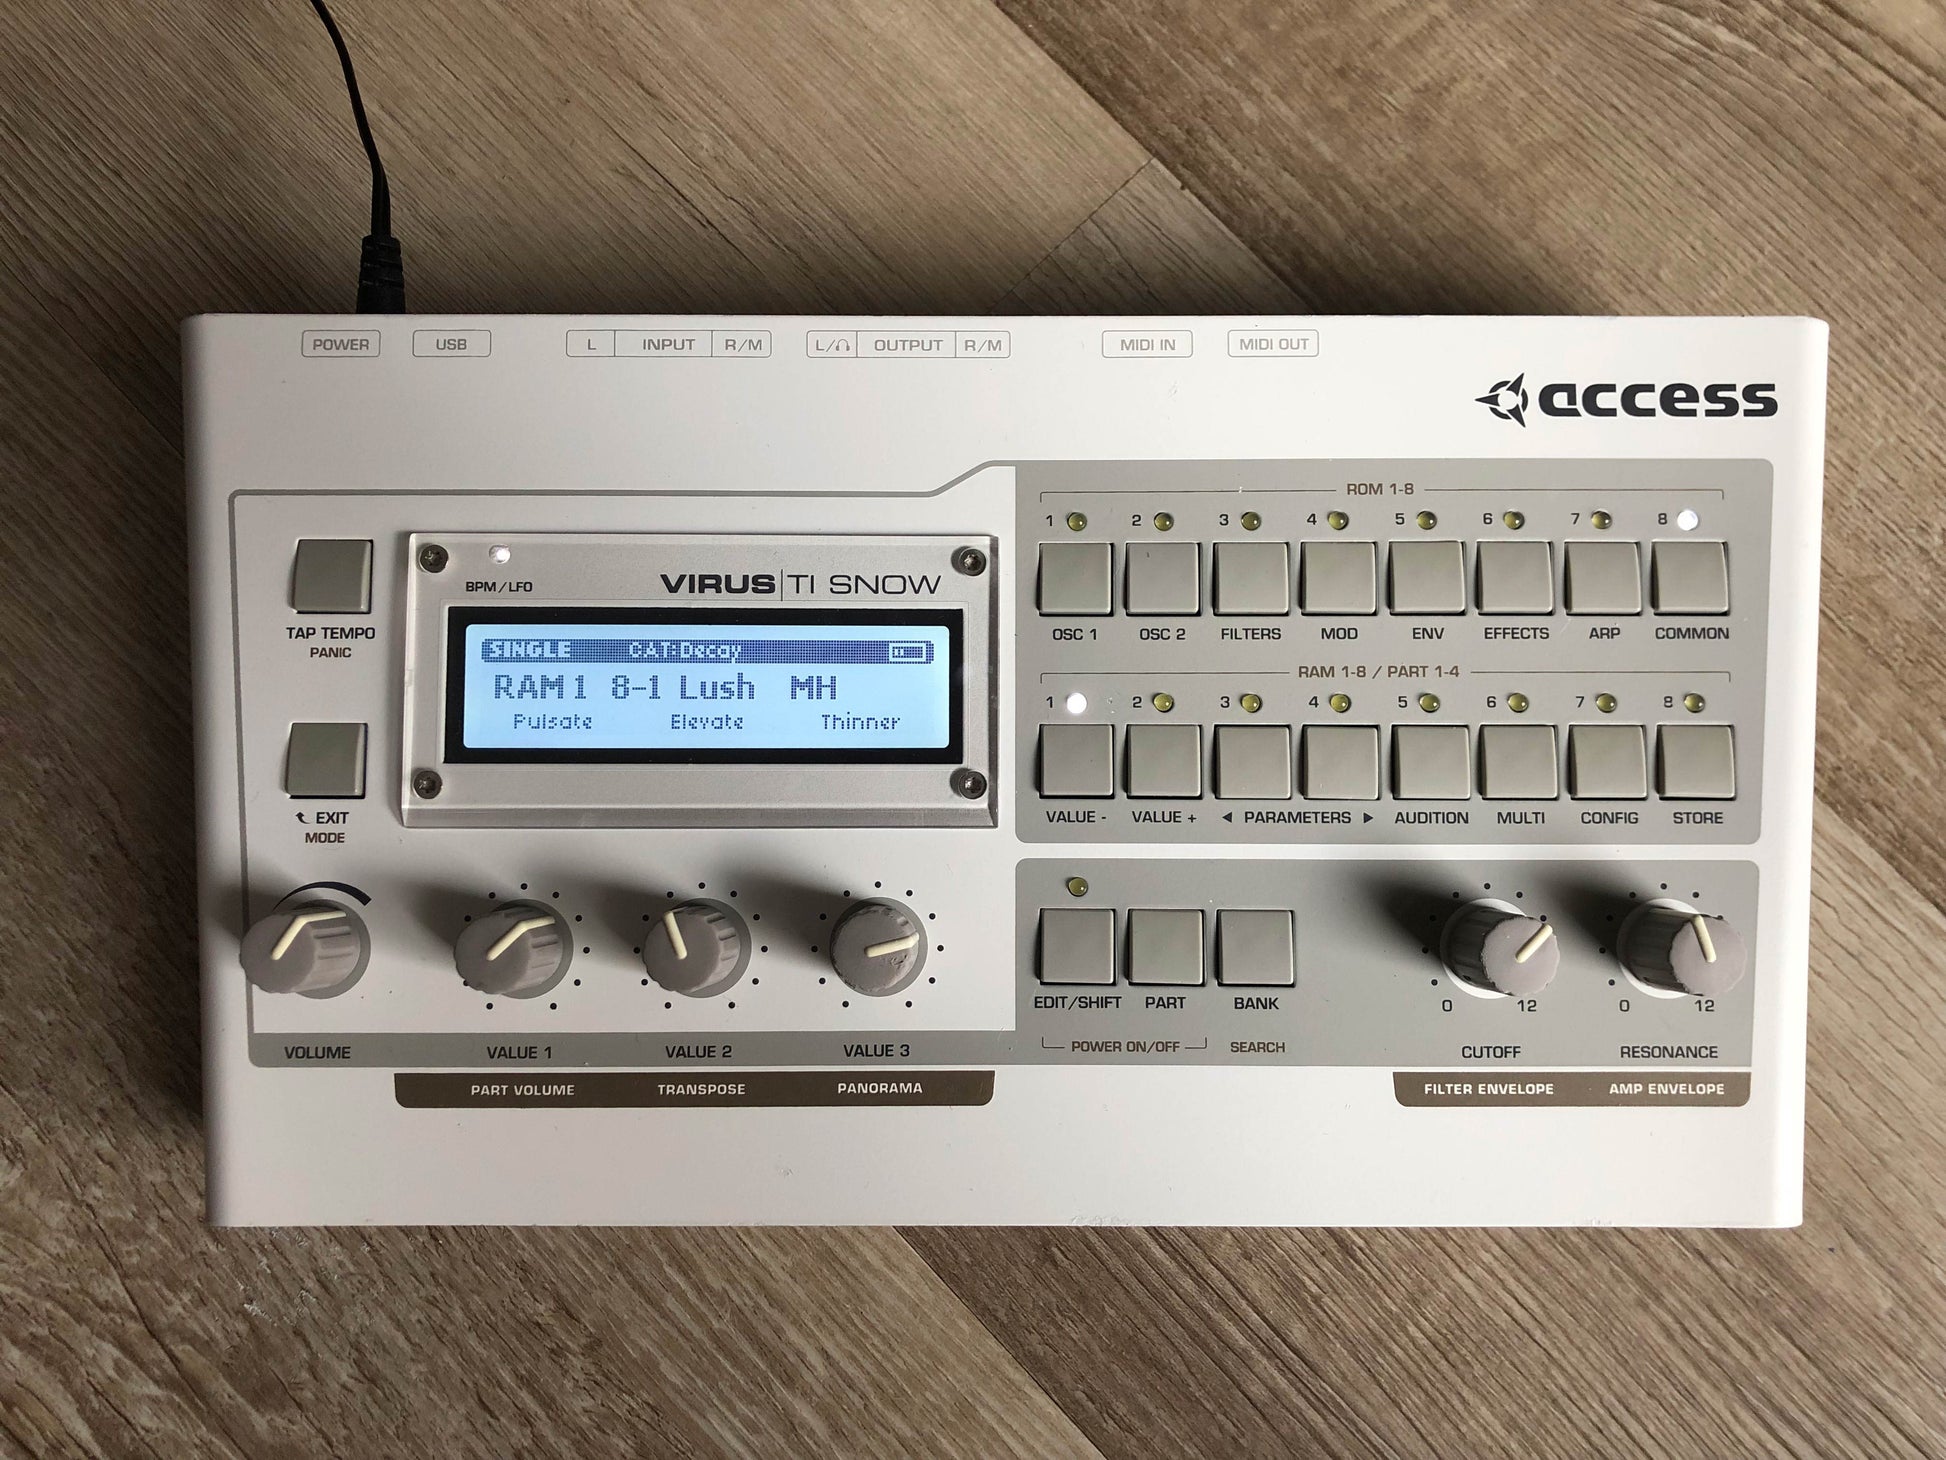 POWER USB L INPUT R/M L/ OUTPUT R/M MIDI IN MIDI OUT
access
ROM 1-8
1 2 3 4 5 6 7 8
OSC 1 OSC 2 FILTERS MOD ENV EFFECTS ARP COMMON
RAM 1-8 / PART 1-4
1 2 3 4 5 6 7 8
VALUE - VALUE + ◄ PARAMETERS ► AUDITION MULTI CONFIG STORE
TAP TEMPO
PANIC
BPM/LFO VIRUS|TI SNOW
SINGLE CAT:Decay
RAM 1 8-1 Lush MH
Pulsate Elevate Thinner
EXIT
MODE
EDIT/SHIFT PART BANK
POWER ON/OFF SEARCH
0 12 0 12
VOLUME VALUE 1 VALUE 2 VALUE 3
PART VOLUME TRANSPOSE PANORAMA
CUTOFF RESONANCE
FILTER ENVELOPE AMP ENVELOPE